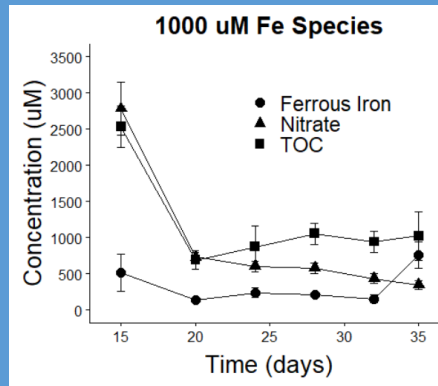 1000 uM Fe Species
3500
3000
2500
2000
1500
1000
500
0
Concentration (uM)
Ferrous Iron
Nitrate
TOC
15 20 25 30 35
Time (days)